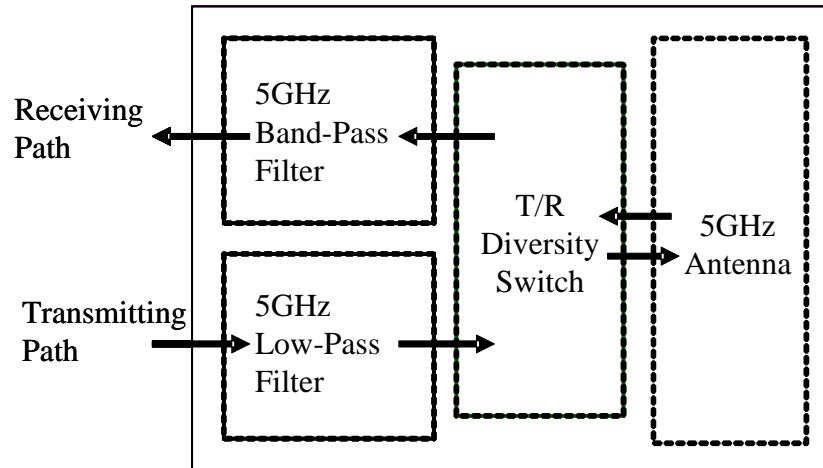 Receiving
Path
5GHz
Band-Pass
Filter
T/R
Diversity
Switch
5GHz
Antenna
Transmitting
Path
5GHz
Low-Pass
Filter